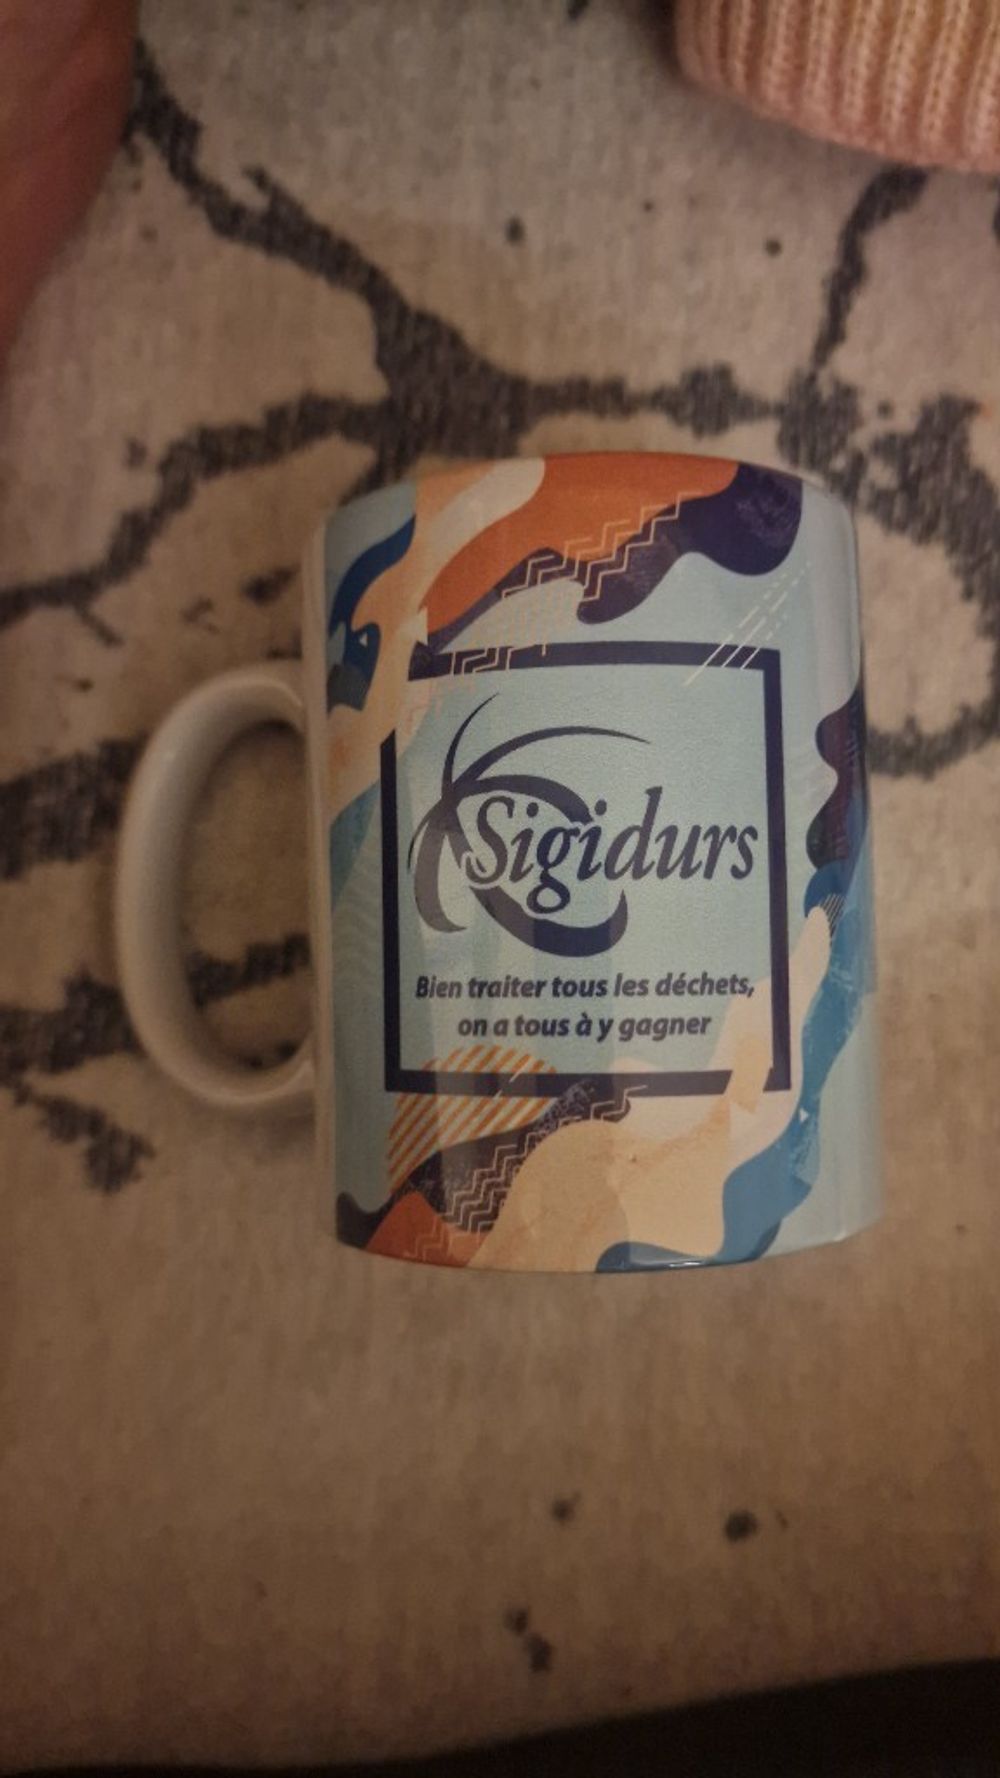 Sigidurs
Bien traiter tous les déchets,
on a tous à y gagner